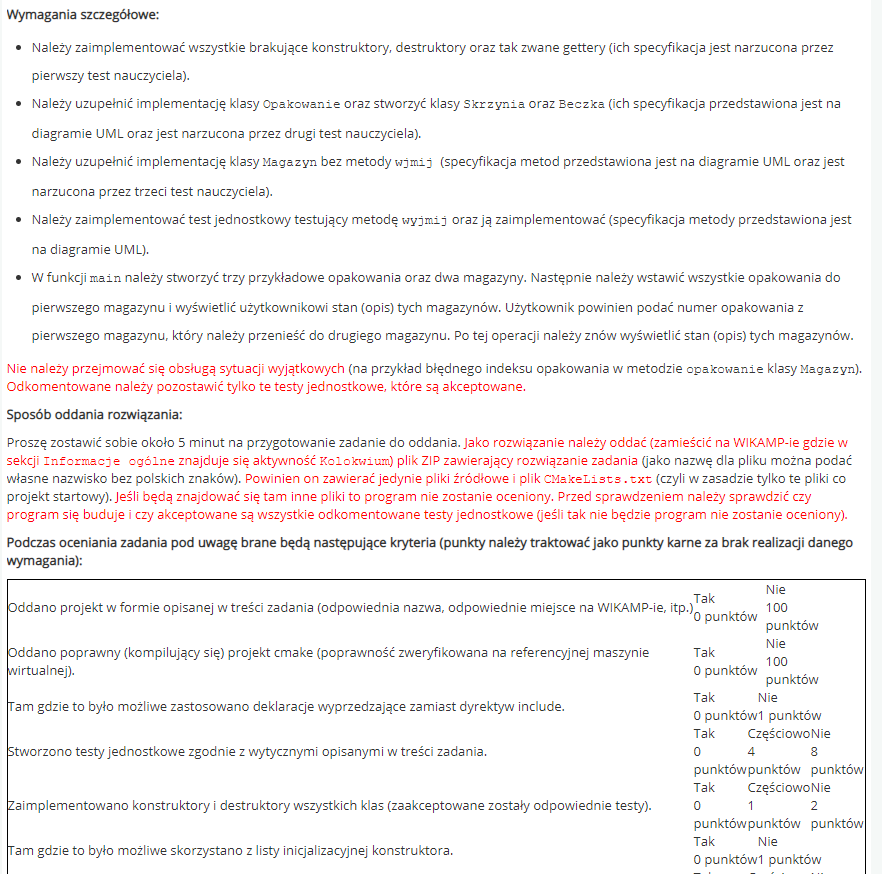 Wymagania szczegółowe:
• Należy zaimplementować wszystkie brakujące konstruktory, destruktory oraz tak zwane gettery (ich specyfikacja jest narzucona przez
pierwszy test nauczyciela).
• Należy uzupełnić implementację klasy Opakowanie oraz stworzyć klasy Skrzynia oraz Beczka (ich specyfikacja przedstawiona jest na
diagramie UML oraz jest narzucona przez drugi test nauczyciela).
• Należy uzupełnić implementację klasy Magazyn bez metody wjmij (specyfikacja metod przedstawiona jest na diagramie UML oraz jest
narzucona przez trzeci test nauczyciela).
• Należy zaimplementować test jednostkowy testujący metodę wyjmij oraz ją zaimplementować (specyfikacja metody przedstawiona jest
na diagramie UML).
• W funkcji main należy stworzyć trzy przykładowe opakowania oraz dwa magazyny. Następnie należy wstawić wszystkie opakowania do
pierwszego magazynu i wyświetlić użytkownikowi stan (opis) tych magazynów. Użytkownik powinien podać numer opakowania z
pierwszego magazynu, który należy przenieść do drugiego magazynu. Po tej operacji należy znów wyświetlić stan (opis) tych magazynów.
Nie należy przejmować się obsługą sytuacji wyjątkowych (na przykład błędnego indeksu opakowania w metodzie opakowanie klasy Magazyn).
Odkomentowane należy pozostawić tylko te testy jednostkowe, które są akceptowane.
Sposób oddania rozwiązania:
Proszę zostawić sobie około 5 minut na przygotowanie zadanie do oddania. Jako rozwiązanie należy oddać (zamieścić na WIKAMP-ie gdzie w
sekcji Informacje ogólne znajduje się aktywność Kolokwium) plik ZIP zawierający rozwiązanie zadania (jako nazwę dla pliku można podać
własne nazwisko bez polskich znaków). Powinien on zawierać jedynie pliki źródłowe i plik CMakeLists.txt (czyli w zasadzie tylko te pliki co
projekt startowy). Jeśli będą znajdować się tam inne pliki to program nie zostanie oceniony. Przed sprawdzeniem należy sprawdzić czy
program się buduje i czy akceptowane są wszystkie odkomentowane testy jednostkowe (jeśli tak nie będzie program nie zostanie oceniony).
Podczas oceniania zadania pod uwagę brane będą następujące kryteria (punkty należy traktować jako punkty karne za brak realizacji danego
wymagania):
Oddano projekt w formie opisanej w treści zadania (odpowiednia nazwa, odpowiednie miejsce na WIKAMP-ie, itp.)
Tak
0 punktów
Nie
100
punktów
Oddano poprawny (kompilujący się) projekt cmake (poprawność zweryfikowana na referencyjnej maszynie
wirtualnej).
Tak
0 punktów
Nie
100
punktów
Tam gdzie to było możliwe zastosowano deklaracje wyprzedzające zamiast dyrektyw include.
Tak
0 punktów
Nie
1 punktów
Stworzono testy jednostkowe zgodnie z wytycznymi opisanymi w treści zadania.
Tak
0
punktów
Częściowo
4
punktów
Nie
8
punktów
Zaimplementowano konstruktory i destruktory wszystkich klas (zaakceptowane zostały odpowiednie testy).
Tak
0
punktów
Częściowo
1
punktów
Nie
2
punktów
Tam gdzie to było możliwe skorzystano z listy inicjalizacyjnej konstruktora.
Tak
0 punktów
Nie
1 punktów